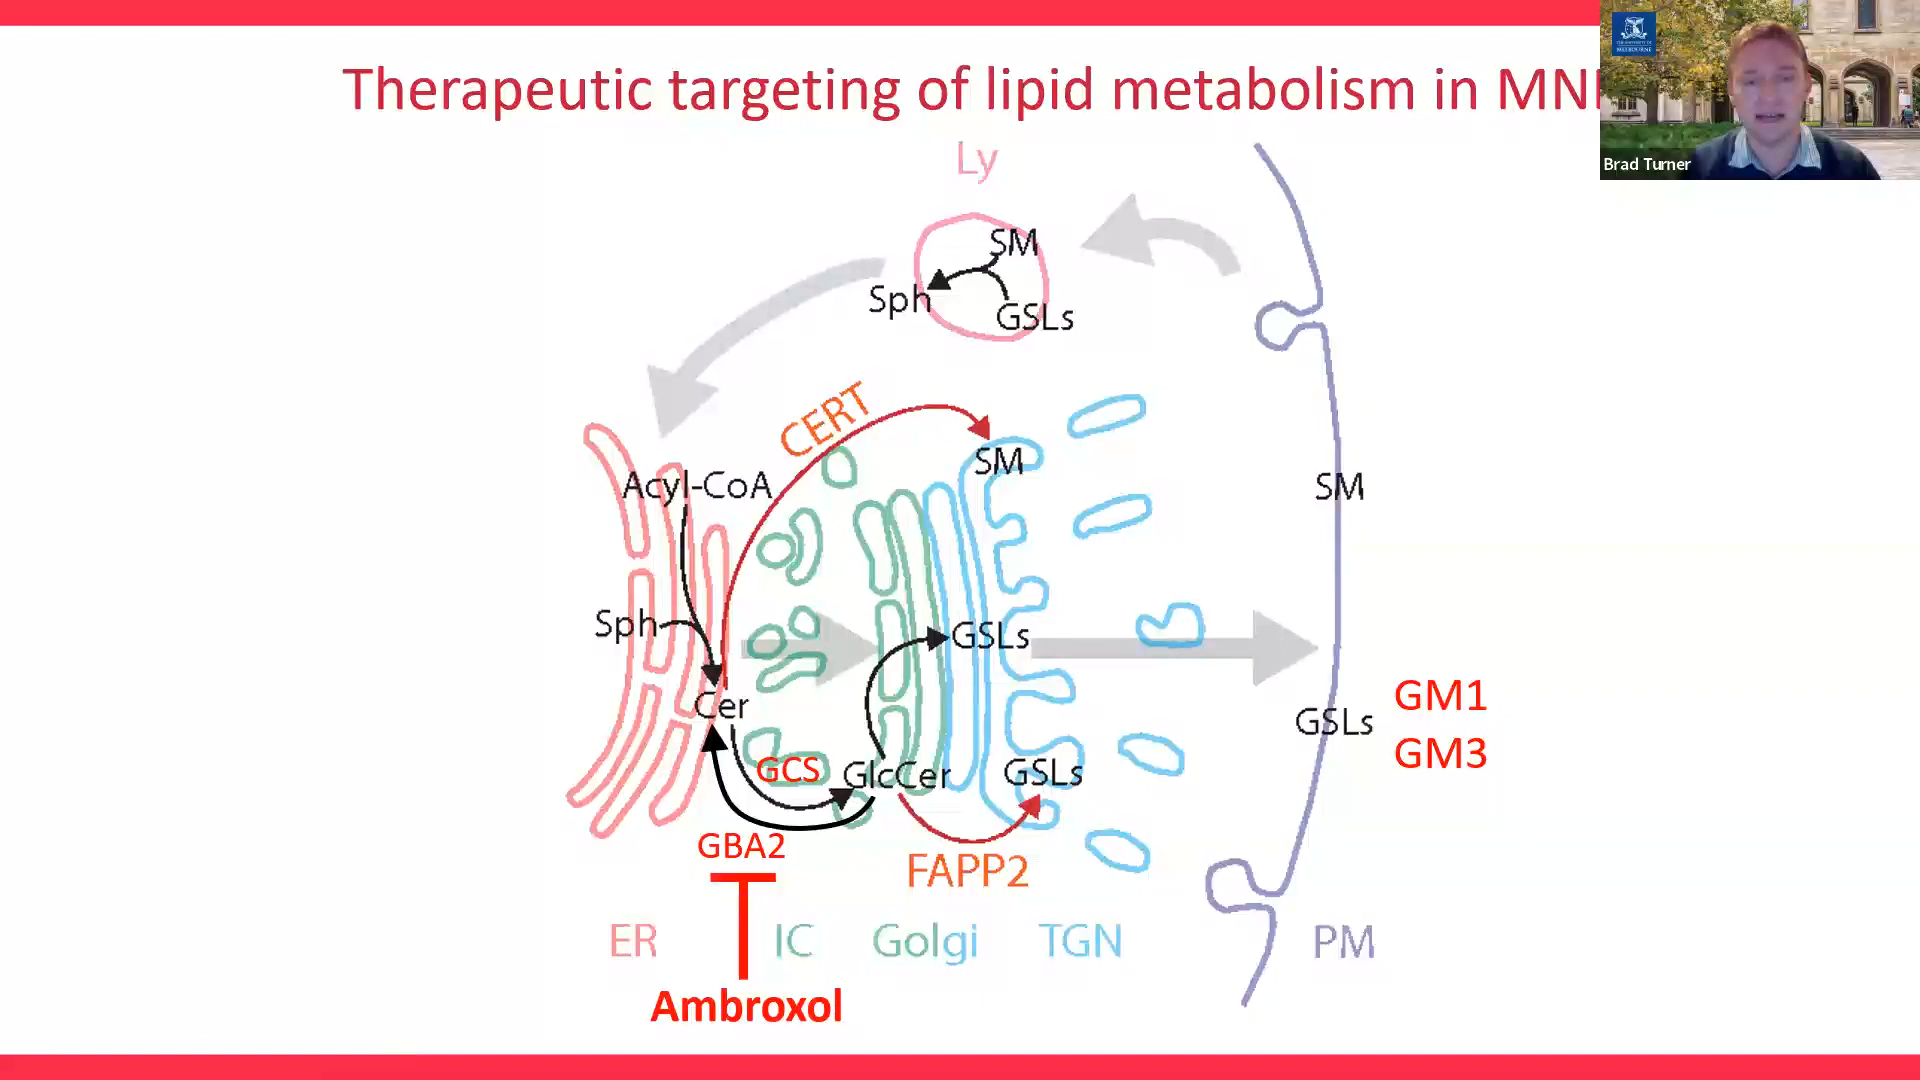 Therapeutic targeting of lipid metabolism in MN
Brad Turner
Ly
SM
Sph
GSLs
CERT
SM
Acyl-CoA
SM
Sph
GSLs
Cer
GM1
GSLs
GM3
GCS
GlcCer
GSLs
GBA2
FAPP2
ER
IC
Golgi
TGN
PM
Ambroxol